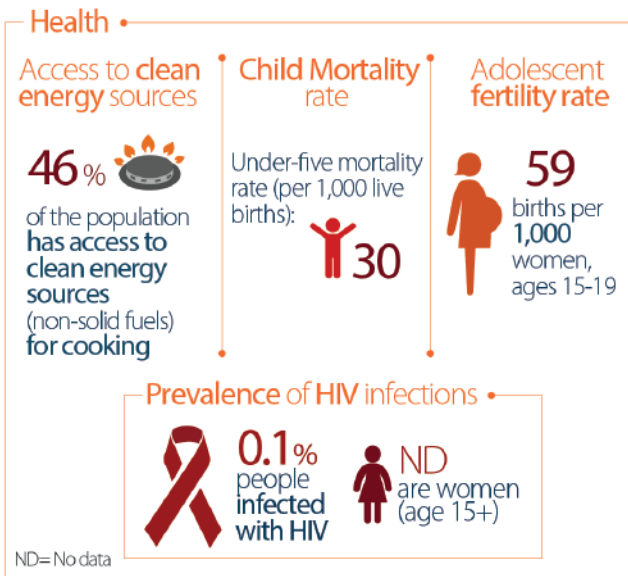 Health
Access to clean
energy sources
46 %
of the population
has access to
clean energy
sources
(non-solid fuels)
for cooking
Child Mortality
rate
Under-five mortality
rate (per 1,000 live
births):
30
Adolescent
fertility rate
59
births per
1,000
women,
ages 15-19
Prevalence of HIV infections
0.1%
people
infected
with HIV
ND
are women
(age 15+)
ND= No data